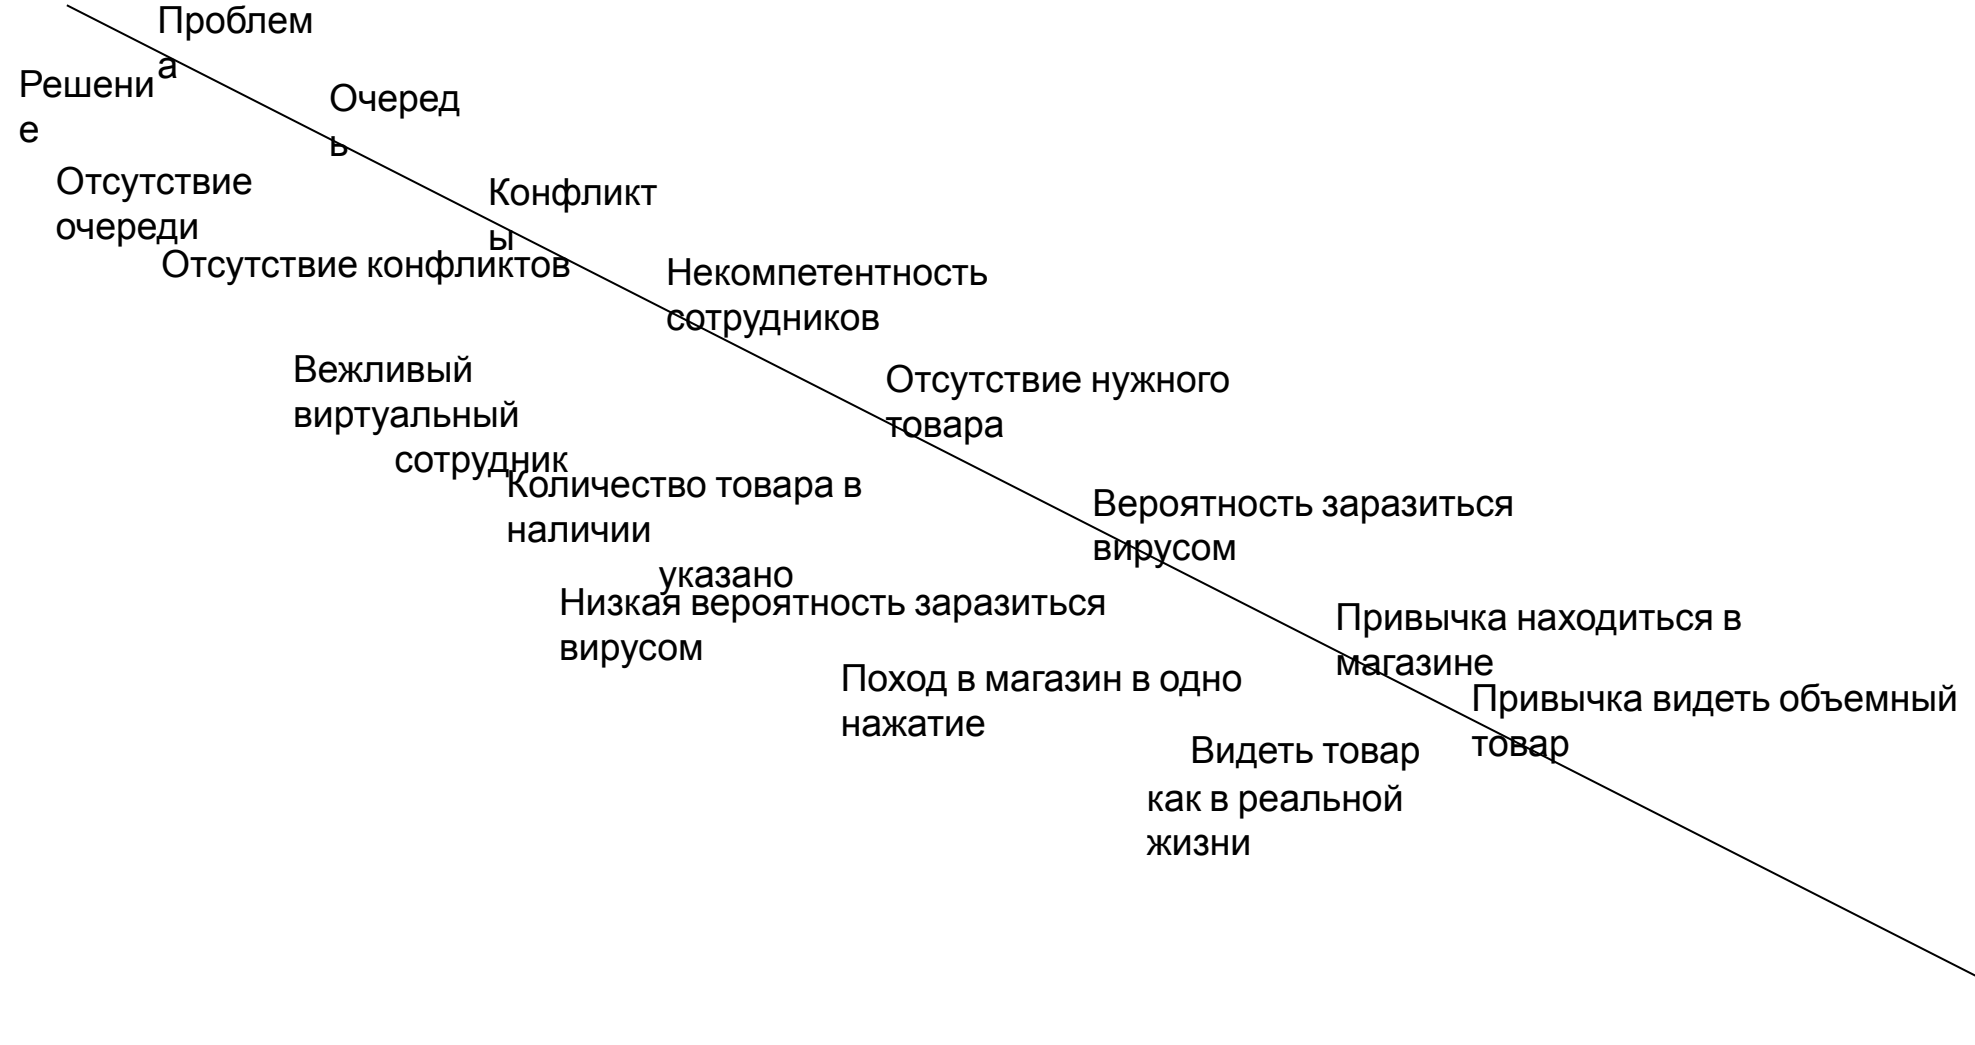 Проблем
а
Решени
е
Очеред
ь
Отсутствие
очереди
Конфликт
ы
Отсутствие конфликтов
Некомпетентность
сотрудников
Вежливый
виртуальный
сотрудник
Отсутствие нужного
товара
Количество товара в
наличии
указано
Вероятность заразиться
вирусом
Низкая вероятность заразиться
вирусом
Привычка находиться в
магазине
Поход в магазин в одно
нажатие
Привычка видеть объемный
товар
Видеть товар
как в реальной
жизни